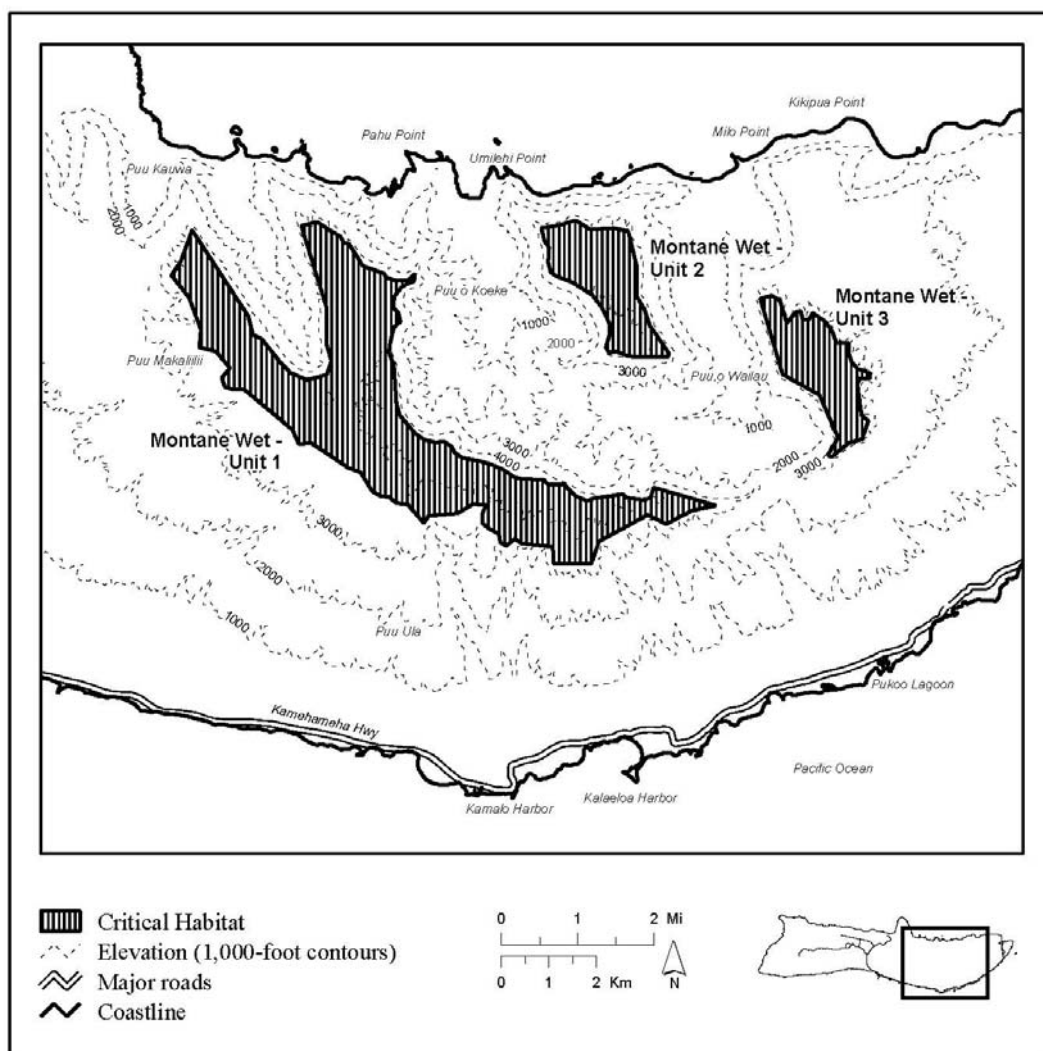 Kikipua Point
Pahu Point
Milo Point
Umilehi Point
Puu Kauwa
1000
2000
Montane Wet -
Unit 2
Puu o Koeke
Montane Wet -
Unit 3
1000
2000
Puu Makaliilii
3000
Puu o Wailau
1000
Montane Wet -
Unit 1
3000
4000
2000
3000
3000
2000
1000
Puu Ula
Pukoo Lagoon
Kamehameha Hwy
Pacific Ocean
Kamalo Harbor
Kalaeloa Harbor
Critical Habitat
Elevation (1,000-foot contours)
Major roads
Coastline
0 1 2 Mi
0 1 2 Km
N